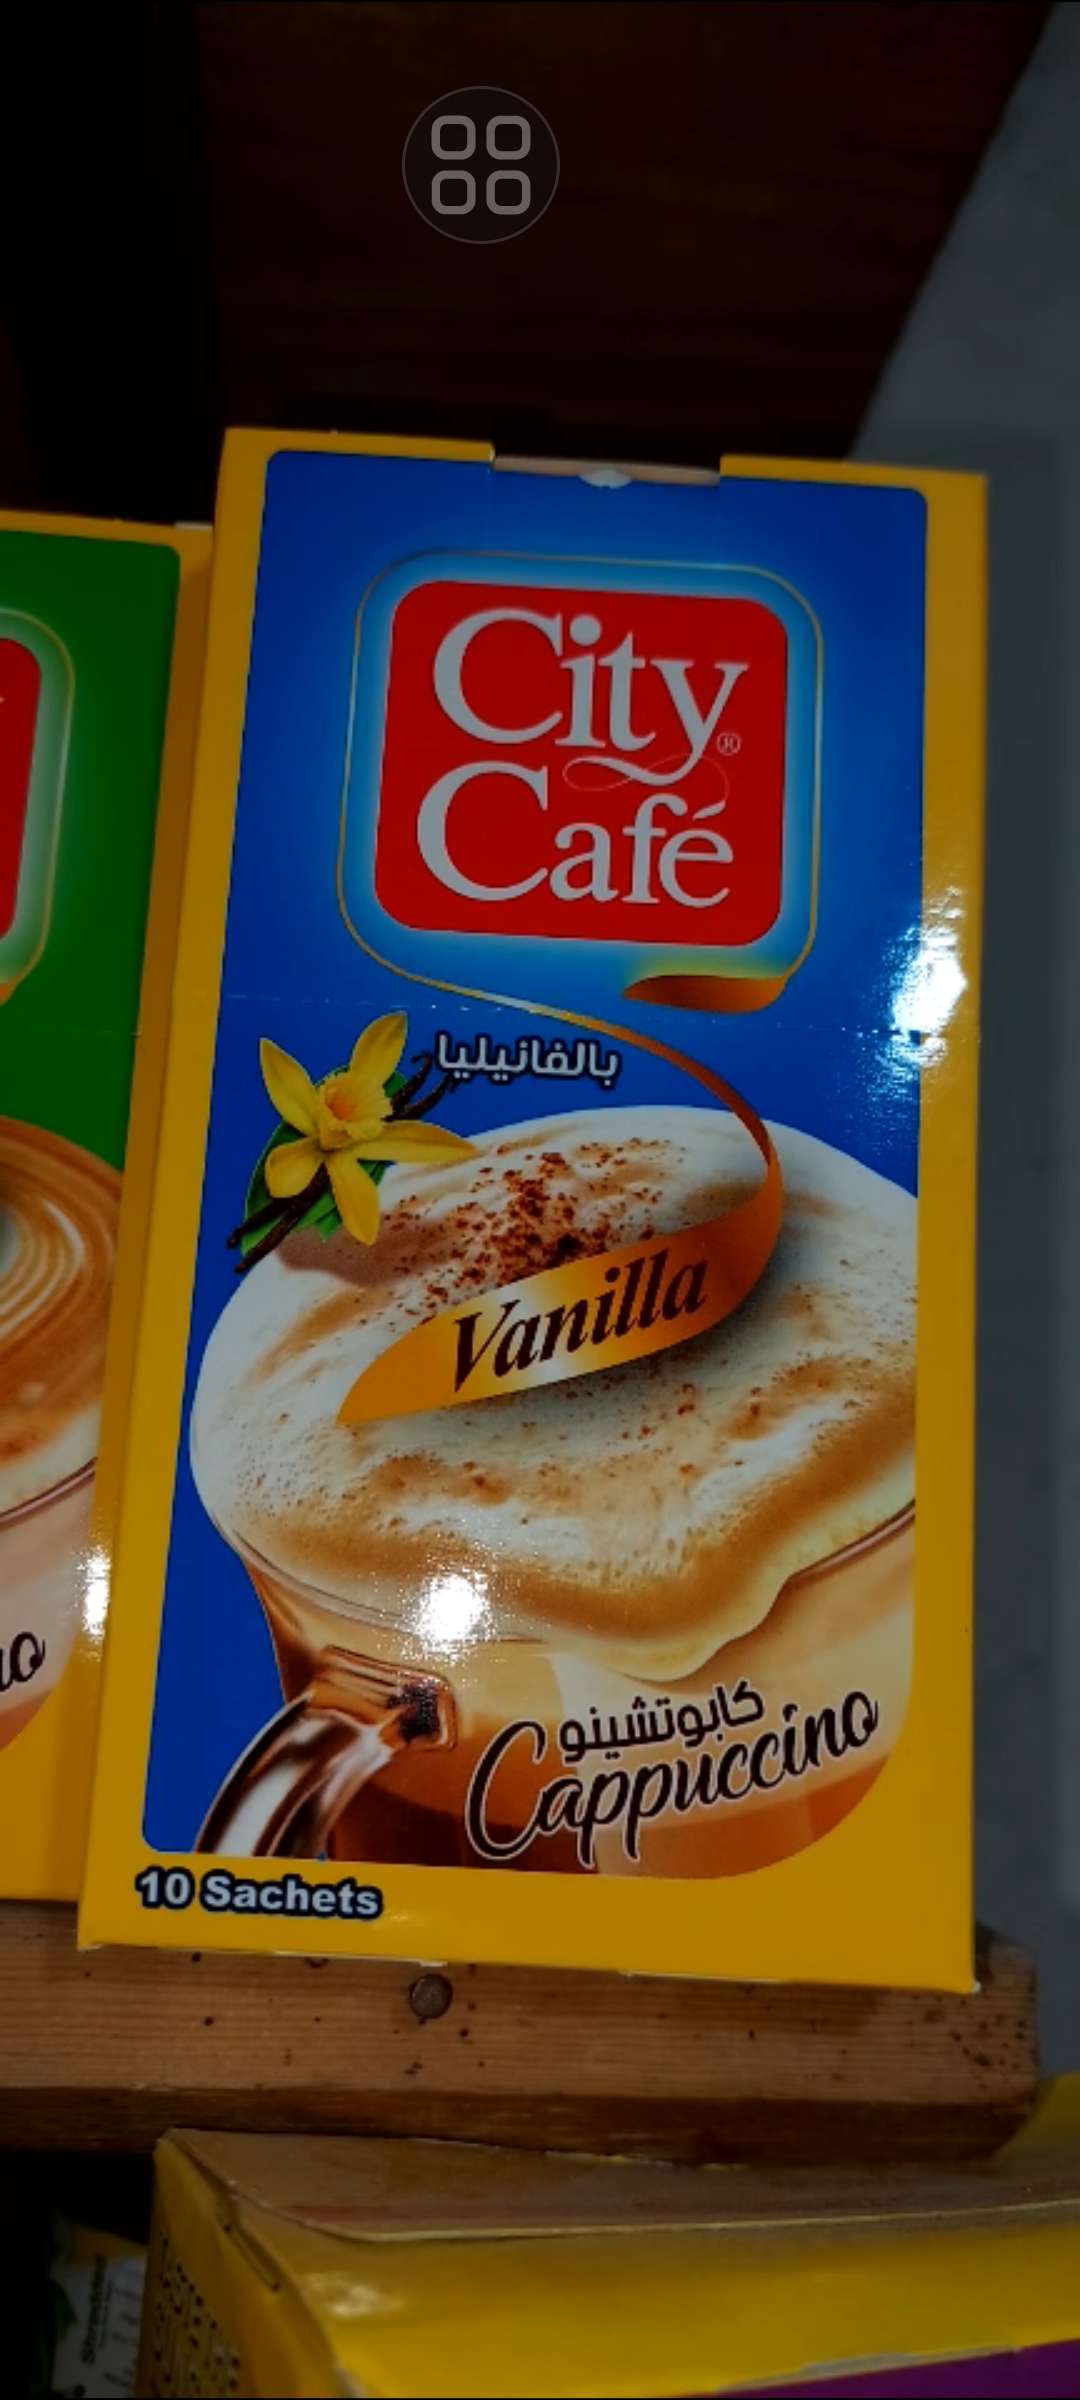 City
Café
®
بالفانيليا
Vanilla
كابوتشينو
Cappuccino
10 Sachets